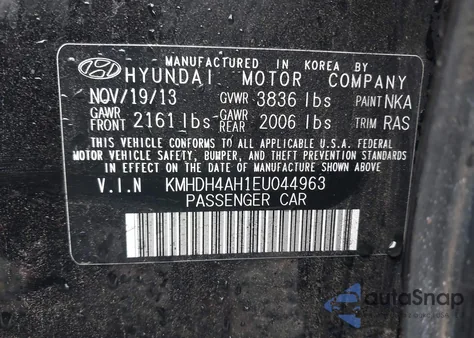 MANUFACTURED IN KOREA BY
HYUNDAI MOTOR COMPANY
NOV/19/13 GVWR 3836 lbs PAINT NKA
GAWR FRONT 2161 lbs GAWR REAR 2006 lbs TRIM RAS
THIS VEHICLE CONFORMS TO ALL APPLICABLE U.S.A. FEDERAL
MOTOR VEHICLE SAFETY, BUMPER, AND THEFT PREVENTION STANDARDS
IN EFFECT ON THE DATE OF MANUFACTURE SHOWN ABOVE
V.I.N KMHDH4AH1EU044963
PASSENGER CAR
autoSnap